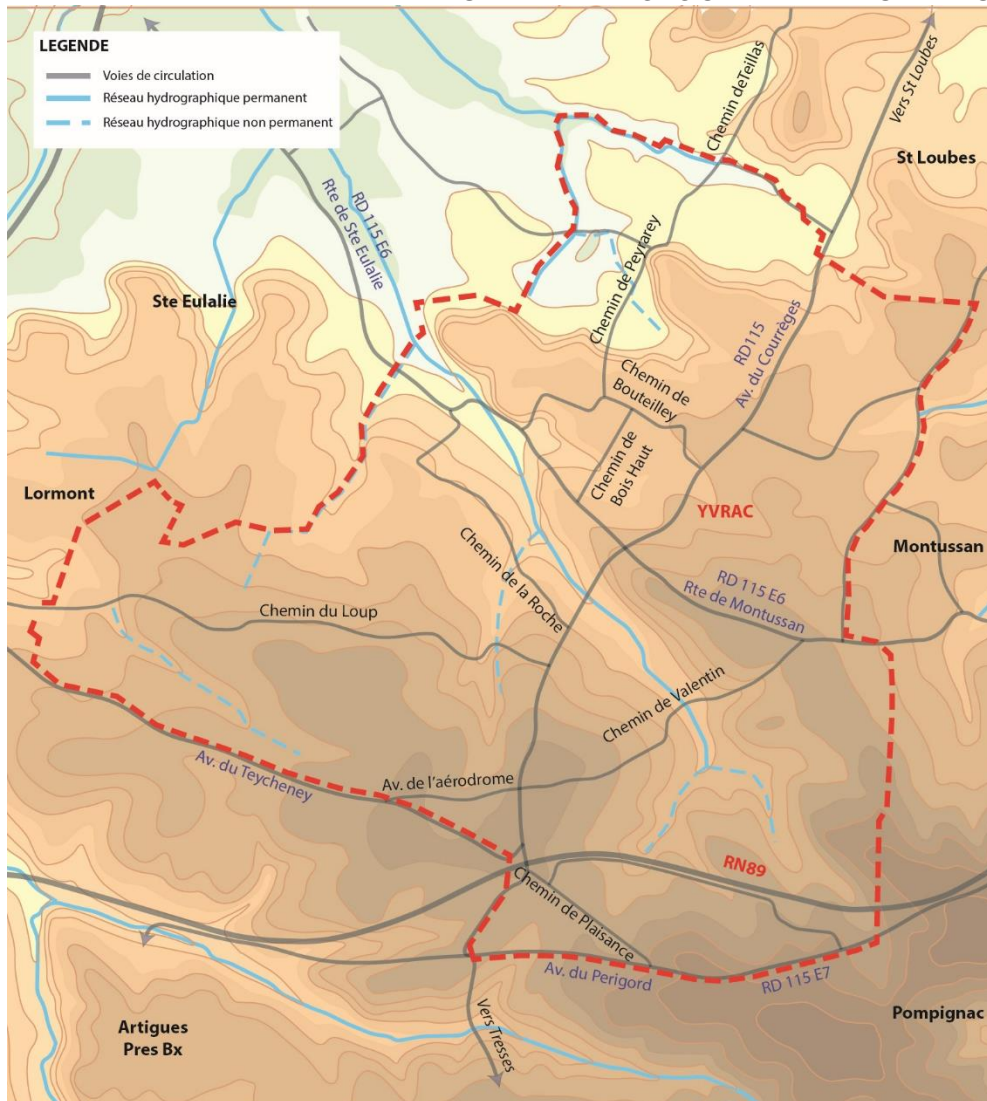 LEGENDE
Voies de circulation
Réseau hydrographique permanent
Réseau hydrographique non permanent
Chemin deTeillas
Vers St Loubes
St Loubes
RD 115 E6
Rte de Ste Eulalie
Ste Eulalie
Chemin de Peyrarey
RD115
Av. du Courrèges
Chemin de
Bouteilley
Chemin de
Bois Haut
Lormont
YVRAC
Montussan
Chemin de la Roche
RD 115 E6
Rte de Montussan
Chemin du Loup
Chemin de Valentin
Av. du Teycheney
Av. de l'aérodrome
RN89
Chemin de Plaisance
Av. du Perigord
RD 115 E7
Pompignac
Artigues
Pres Bx
Vers Tresses